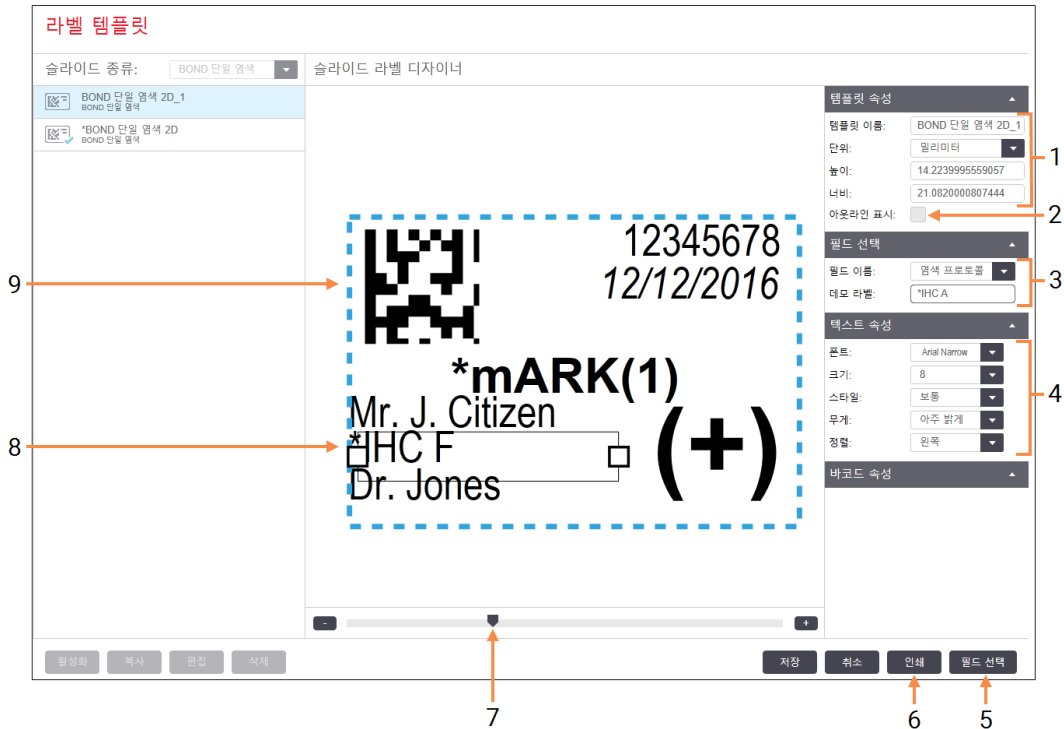 라벨 템플릿
슬라이드 종류: BOND 단일 염색
슬라이드 라벨 디자이너
BOND 단일 염색 2D_1
BOND 단일 염색
*BOND 단일 염색 2D
BOND 단일 염색
템플릿 속성
템플릿 이름: BOND 단일 염색 2D_1
단위: 밀리미터
높이: 14.2239995559057
너비: 21.0820000807444
아웃라인 표시:
필드 선택
필드 이름: 염색 프로토콜
데모 라벨: *IHC A
텍스트 속성
폰트: Arial Narrow
크기: 8
스타일: 보통
무게: 아주 밝게
정렬: 왼쪽
바코드 속성
1
2
3
4
12345678
12/12/2016
*mARK(1)
Mr. J. Citizen
*IHC F
Dr. Jones
(+)
9
8
-
+
활성화 복사 편집 삭제
저장 취소 인쇄 필드 선택
7
6
5